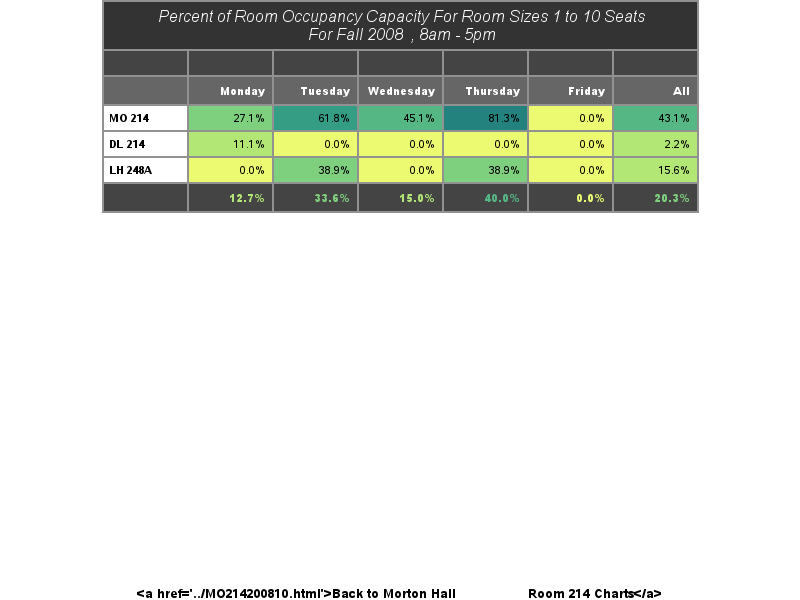 Percent of Room Occupancy Capacity For Room Sizes 1 to 10 Seats
For Fall 2008 , 8am - 5pm
Monday Tuesday Wednesday Thursday Friday All
MO 214 27.1% 61.8% 45.1% 81.3% 0.0% 43.1%
DL 214 11.1% 0.0% 0.0% 0.0% 0.0% 2.2%
LH 248A 0.0% 38.9% 0.0% 38.9% 0.0% 15.6%
12.7% 33.6% 15.0% 40.0% 0.0% 20.3%
<a href='../MO214200810.html'>Back to Morton Hall Room 214 Charts</a>